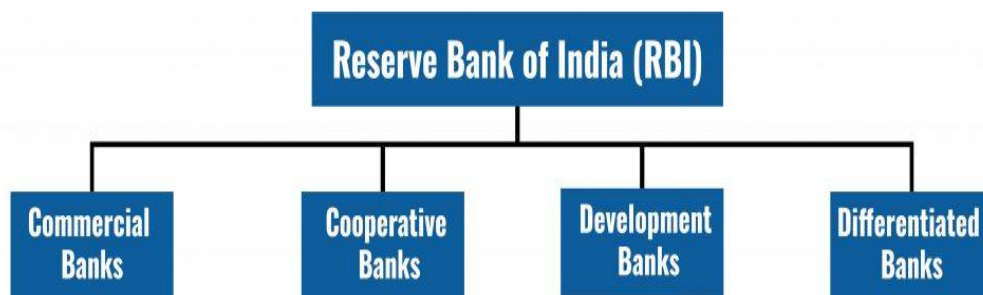 Reserve Bank of India (RBI)
Commercial
Banks
Cooperative
Banks
Development
Banks
Differentiated
Banks